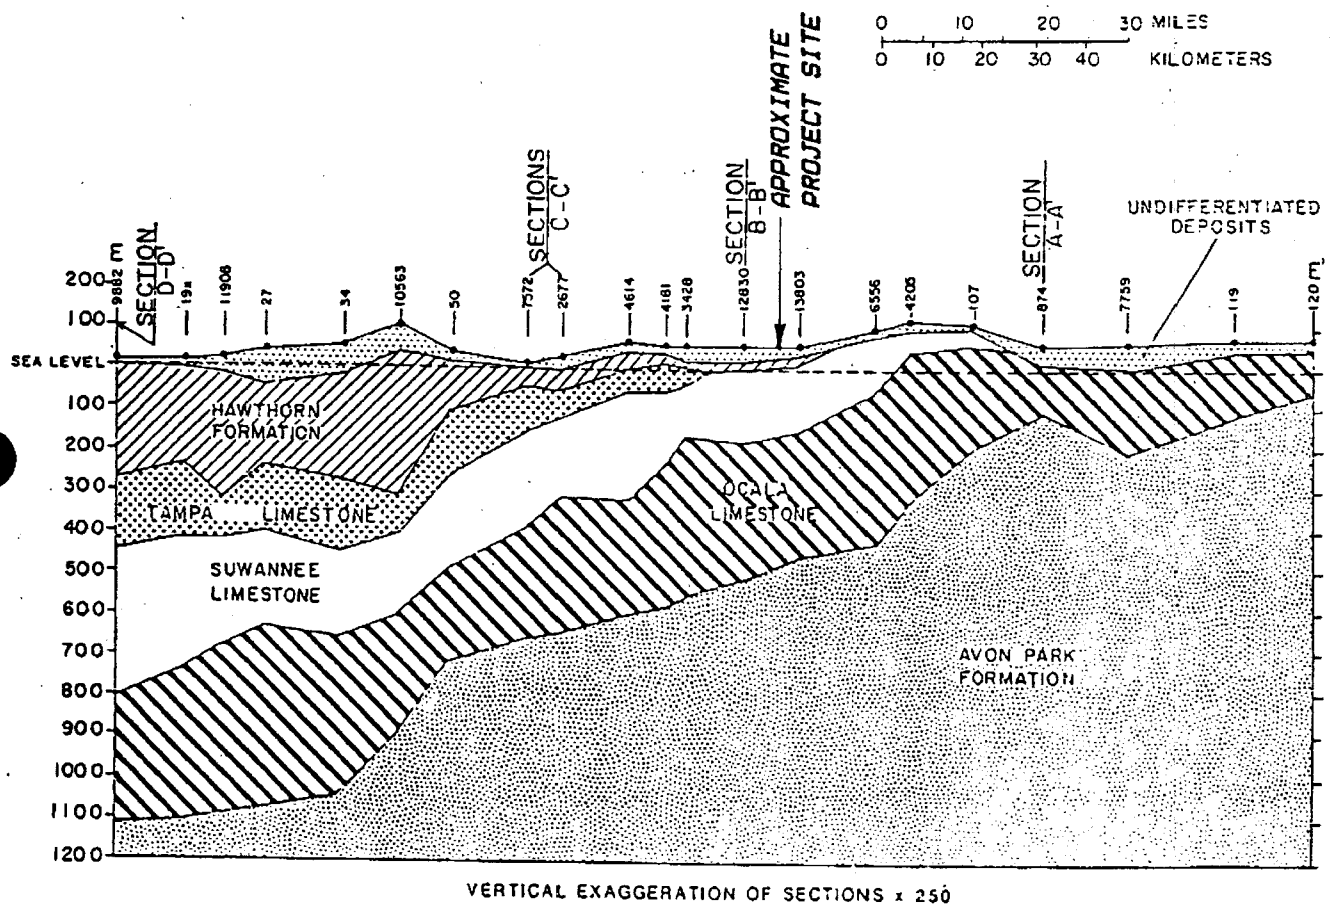 0 10 20 30 MILES
0 10 20 30 40 KILOMETERS
APPROXIMATE
PROJECT SITE
SECTION
D-D'
SECTIONS
C-C'
SECTION
B-B'
SECTION
A-A'
UNDIFFERENTIATED
DEPOSITS
9882 m
19a
11908
27
34
10563
50
7572
2677
4614
4181
3428
12830
13803
6556
4205
107
874
7759
119
120 m
200
100
SEA LEVEL
100
200
300
400
500
600
700
800
900
1000
1100
1200
HAWTHORN
FORMATION
TAMPA LIMESTONE
SUWANNEE
LIMESTONE
OCALA
LIMESTONE
AVON PARK
FORMATION
VERTICAL EXAGGERATION OF SECTIONS x 250